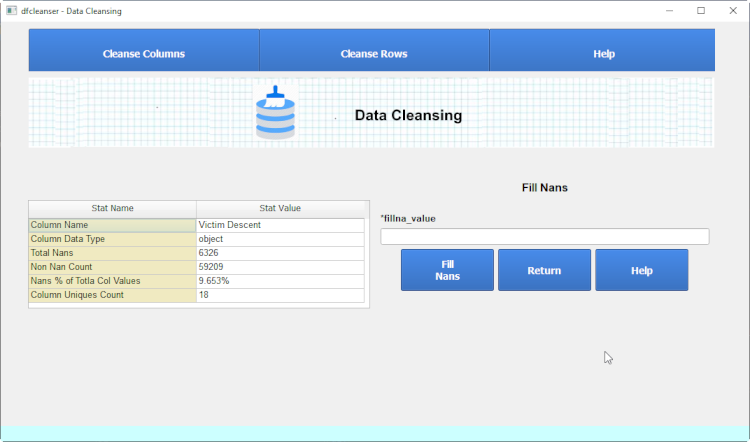 dfcleanser - Data Cleansing
Cleanse Columns Cleanse Rows Help
Data Cleansing
Fill Nans
Stat Name Stat Value
Column Name Victim Descent
Column Data Type object
Total Nans 6326
Non Nan Count 59209
Nans % of Totla Col Values 9.653%
Column Uniques Count 18
*fillna_value
Fill
Nans
Return
Help